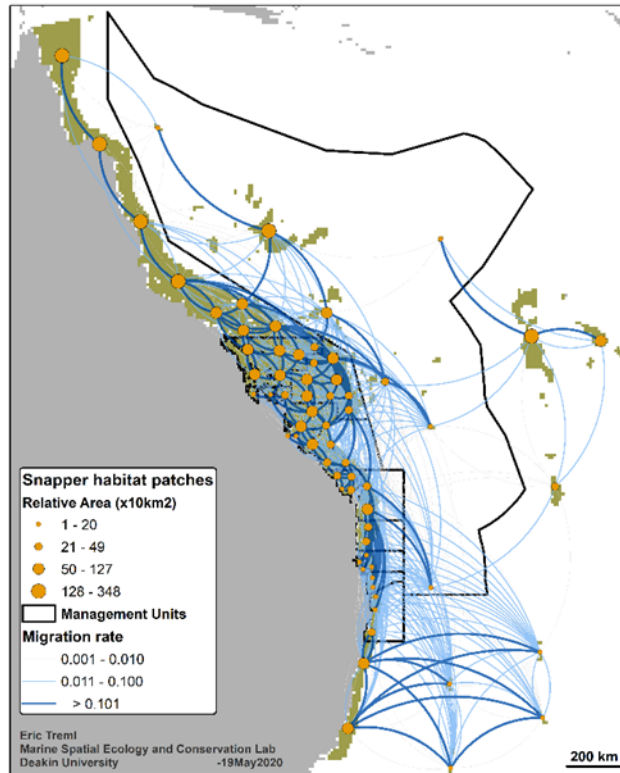 Snapper habitat patches
Relative Area (x10km2)
1 - 20
21 - 49
50 - 127
128 - 348
Management Units
Migration rate
0.001 - 0.010
0.011 - 0.100
> 0.101
Eric Treml
Marine Spatial Ecology and Conservation Lab
Deakin University -19May2020
200 km